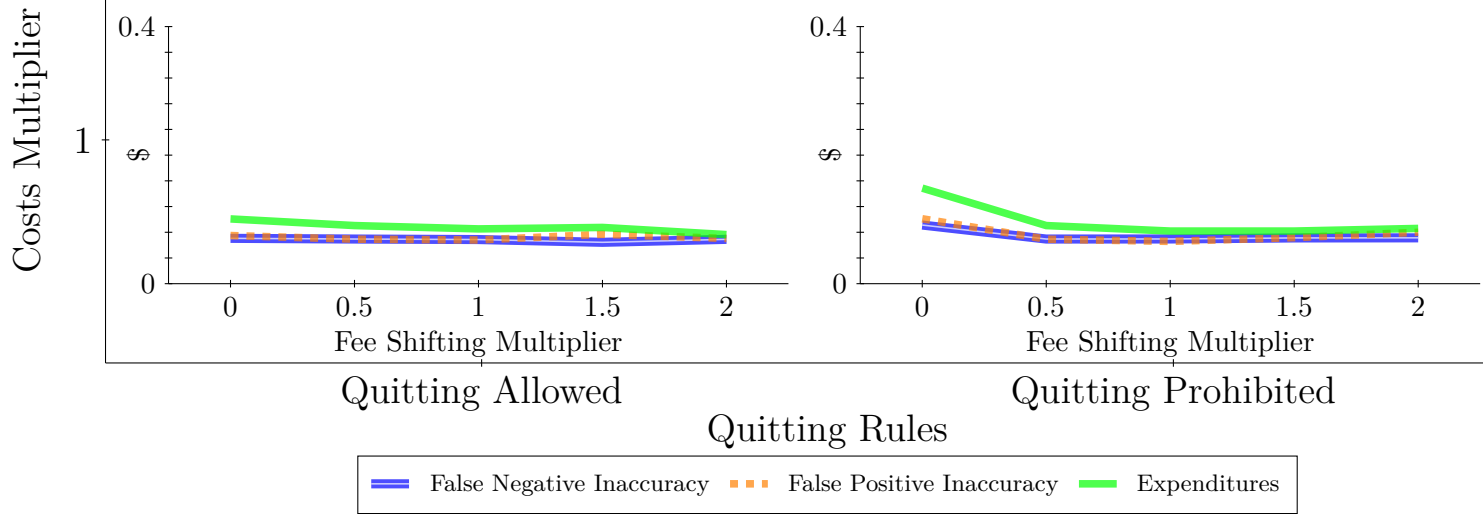 Costs Multiplier
1
0.4
$
0
0 0.5 1 1.5 2
Fee Shifting Multiplier
0.4
$
0
0 0.5 1 1.5 2
Fee Shifting Multiplier
Quitting Allowed
Quitting Prohibited
Quitting Rules
False Negative Inaccuracy False Positive Inaccuracy Expenditures